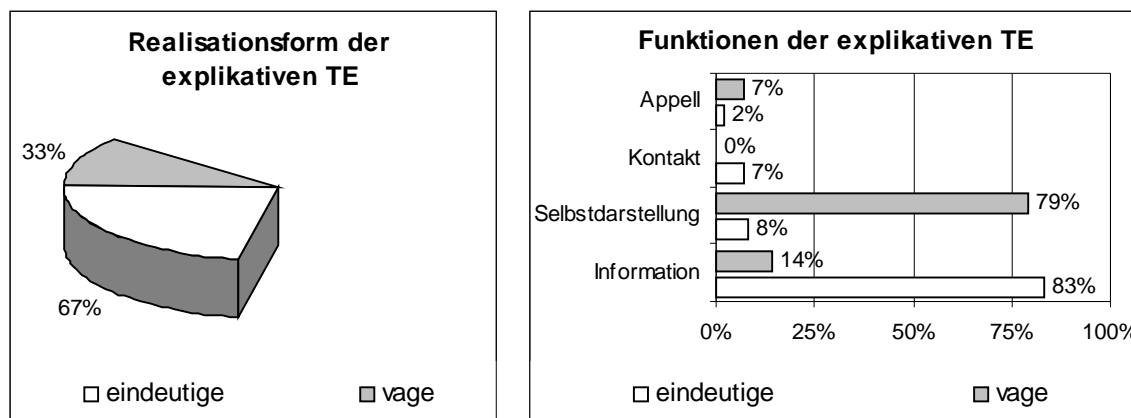 Realisationsform der
explikativen TE
33%
67%
eindeutige
vage
Funktionen der explikativen TE
Appell
7%
2%
Kontakt
0%
7%
Selbstdarstellung
79%
8%
Information
14%
83%
0% 25% 50% 75% 100%
eindeutige
vage